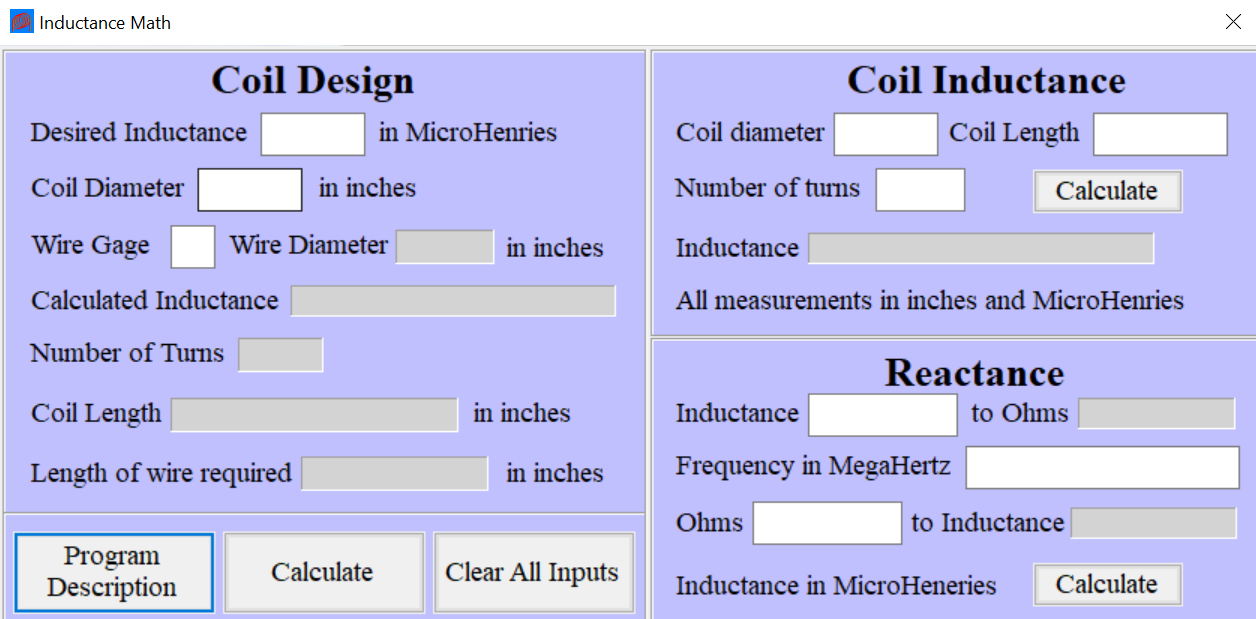 Inductance Math
Coil Design
Desired Inductance in MicroHenries
Coil Diameter in inches
Wire Gage Wire Diameter in inches
Calculated Inductance
Number of Turns
Coil Length in inches
Length of wire required in inches
Program
Description
Calculate
Clear All Inputs
Coil Inductance
Coil diameter Coil Length
Number of turns Calculate
Inductance
All measurements in inches and MicroHenries
Reactance
Inductance to Ohms
Frequency in MegaHertz
Ohms to Inductance
Inductance in MicroHeneries Calculate